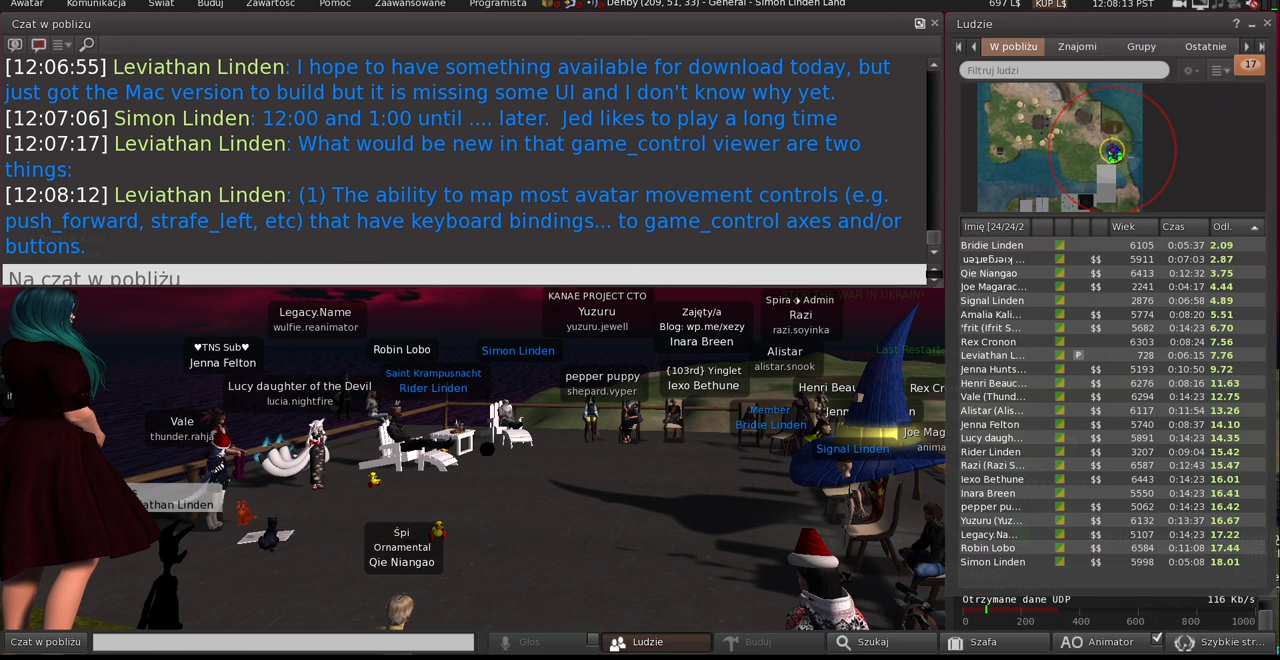 Awatar Komunikacja Świat Buduj Zawartość Pomoc Zaawansowane Programista Denby (209, 51, 33) - General - Simon Linden Land 697 L$ KUP L$ 12:08:13 PST
Czat w pobliżu
[12:06:55] Leviathan Linden: I hope to have something available for download today, but
just got the Mac version to build but it is missing some UI and I don't know why yet.
[12:07:06] Simon Linden: 12:00 and 1:00 until .... later. Jed likes to play a long time
[12:07:17] Leviathan Linden: What would be new in that game_control viewer are two
things:
[12:08:12] Leviathan Linden: (1) The ability to map most avatar movement controls (e.g.
push_forward, strafe_left, etc) that have keyboard bindings... to game_control axes and/or
buttons.
Na czat w pobliżu
KANAE PROJECT CTO
Yuzuru
yuzuru.jewell
STOP THE WAR IN UKRAIN!
Spira ⬗ Admin
Razi
razi.soyinka
Legacy.Name
wulfie.reanimator
Zajęty/a
Blog: wp.me/xezy
Inara Breen
♥TNS Sub♥
Jenna Felton
Robin Lobo
Simon Linden
Alistar
alistar.snook
Last Restart:
Saint Krampusnacht
Rider Linden
pepper puppy
shepard.vyper
{103rd} Yinglet
Iexo Bethune
Lucy daughter of the Devil
lucia.nightfire
Henri Beau
Rex Cr
Vale
thunder.rahja
Member
Bridie Linden
Jenn
n
Signal Linden
Joe Mag
anima
athan Linden
Śpi
Ornamental
Qie Niangao
Ludzie
W pobliżu Znajomi Grupy Ostatnie
Filtruj ludzi
17
Imię [24/24/2 Wiek Czas Odl.
Bridie Linden 6105 0:05:37 2.09
$$ 5911 0:07:03 2.87
Qie Niangao 6413 0:12:32 3.75
Joe Magarac... $$ 2241 0:04:17 4.44
Signal Linden 2876 0:06:58 4.89
Amalia Kali... $$ 5774 0:08:20 5.51
'frit (Ifrit S... $$ 5682 0:14:23 6.70
Rex Cronon 6303 0:08:24 7.56
Leviathan L... P 728 0:06:15 7.76
Jenna Hunts... $$ 5193 0:10:50 9.72
Henri Beauc... $$ 6276 0:08:16 11.63
Vale (Thund... $$ 6294 0:14:23 12.75
Alistar (Alis... $$ 6117 0:11:54 13.26
Jenna Felton $$ 5740 0:08:37 14.10
Lucy daugh... $$ 5891 0:14:23 14.35
Rider Linden 3207 0:09:04 15.42
Razi (Razi S... $$ 6587 0:12:43 15.47
Iexo Bethune $$ 6443 0:14:23 16.01
Inara Breen 5550 0:14:23 16.41
pepper pu... $$ 5062 0:14:23 16.42
Yuzuru (Yuz... $$ 6132 0:13:37 16.67
Legacy.Na... $$ 5107 0:14:23 17.22
Robin Lobo $$ 6584 0:11:08 17.44
Simon Linden $$ 5998 0:05:08 18.01
Otrzymane dane UDP 116 Kb/s
0 200 400 600 800 1000
Czat w pobliżu Głos Ludzie Buduj Szukaj Szafa AO Animator Szybkie str...